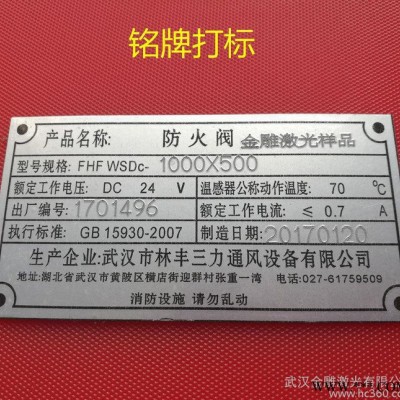 铭牌打标
产品名称: 防火阀 金雕激光样品
型号规格: FHF WSDc-1000X500
额定工作电压: DC 24 V 温感器公称动作温度: 70 ℃
出厂编号: 1701496 额定工作电流: ≤ 0.7 A
执行标准: GB 15930-2007 制造日期: 20170120
生产企业:武汉市林丰三力通风设备有限公司
地址:湖北省武汉市黄陂区横店街迎群村张重一湾 电话:027-61759509
消防设施 请勿乱动
武汉金雕激光有限公
www.hc360.com